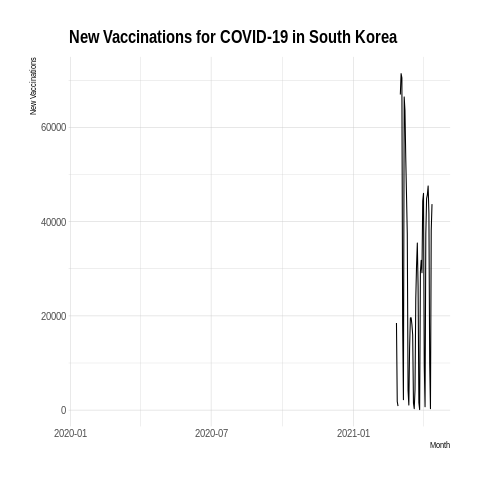 New Vaccinations for COVID-19 in South Korea
New Vaccinations
60000
40000
20000
0
2020-01 2020-07 2021-01
Month